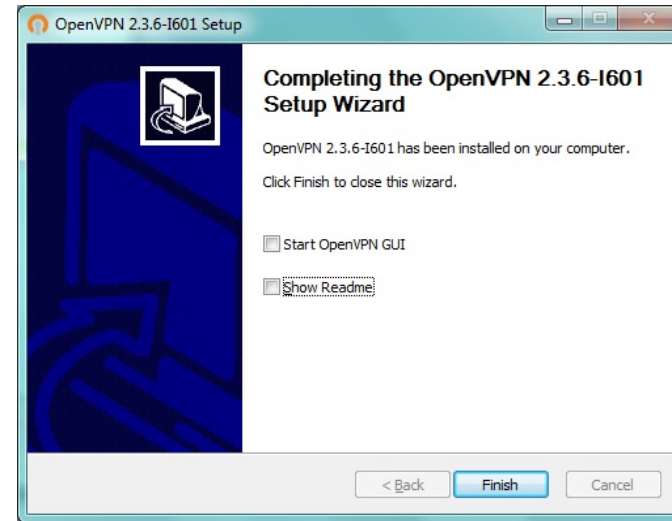 OpenVPN 2.3.6-I601 Setup
Completing the OpenVPN 2.3.6-I601
Setup Wizard
OpenVPN 2.3.6-I601 has been installed on your computer.
Click Finish to close this wizard.
Start OpenVPN GUI
Show Readme
< Back
Finish
Cancel